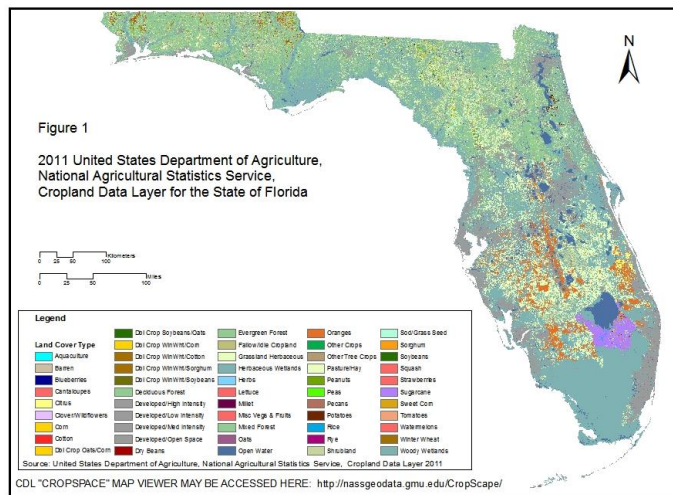 N
Figure 1
2011 United States Department of Agriculture,
National Agricultural Statistics Service,
Cropland Data Layer for the State of Florida
0 25 50 100
Kilometers
0 25 50 100
Miles
Legend
Land Cover Type
Aquaculture
Barren
Blueberries
Cantaloupes
Citrus
Clover/Wildflowers
Corn
Cotton
Dbl Crop Oats/Corn
Dbl Crop Soybeans/Oats
Dbl Crop WinWht/Corn
Dbl Crop WinWht/Cotton
Dbl Crop WinWht/Sorghum
Dbl Crop WinWht/Soybeans
Deciduous Forest
Developed/High Intensity
Developed/Low Intensity
Developed/Med Intensity
Developed/Open Space
Dry Beans
Evergreen Forest
Fallow/Idle Cropland
Grassland Herbaceous
Herbaceous Wetlands
Herbs
Lettuce
Millet
Misc Vegs & Fruits
Mixed Forest
Oats
Open Water
Oranges
Other Crops
Other Tree Crops
Pasture/Hay
Peanuts
Peas
Pecans
Potatoes
Rice
Rye
Shrubland
Sod/Grass Seed
Sorghum
Soybeans
Squash
Strawberries
Sugarcane
Sweet Corn
Tomatoes
Watermelons
Winter Wheat
Woody Wetlands
Source: United States Department of Agriculture, National Agricultural Statistics Service, Cropland Data Layer 2011
CDL "CROPSPACE" MAP VIEWER MAY BE ACCESSED HERE: http://nassgeodata.gmu.edu/CropScape/